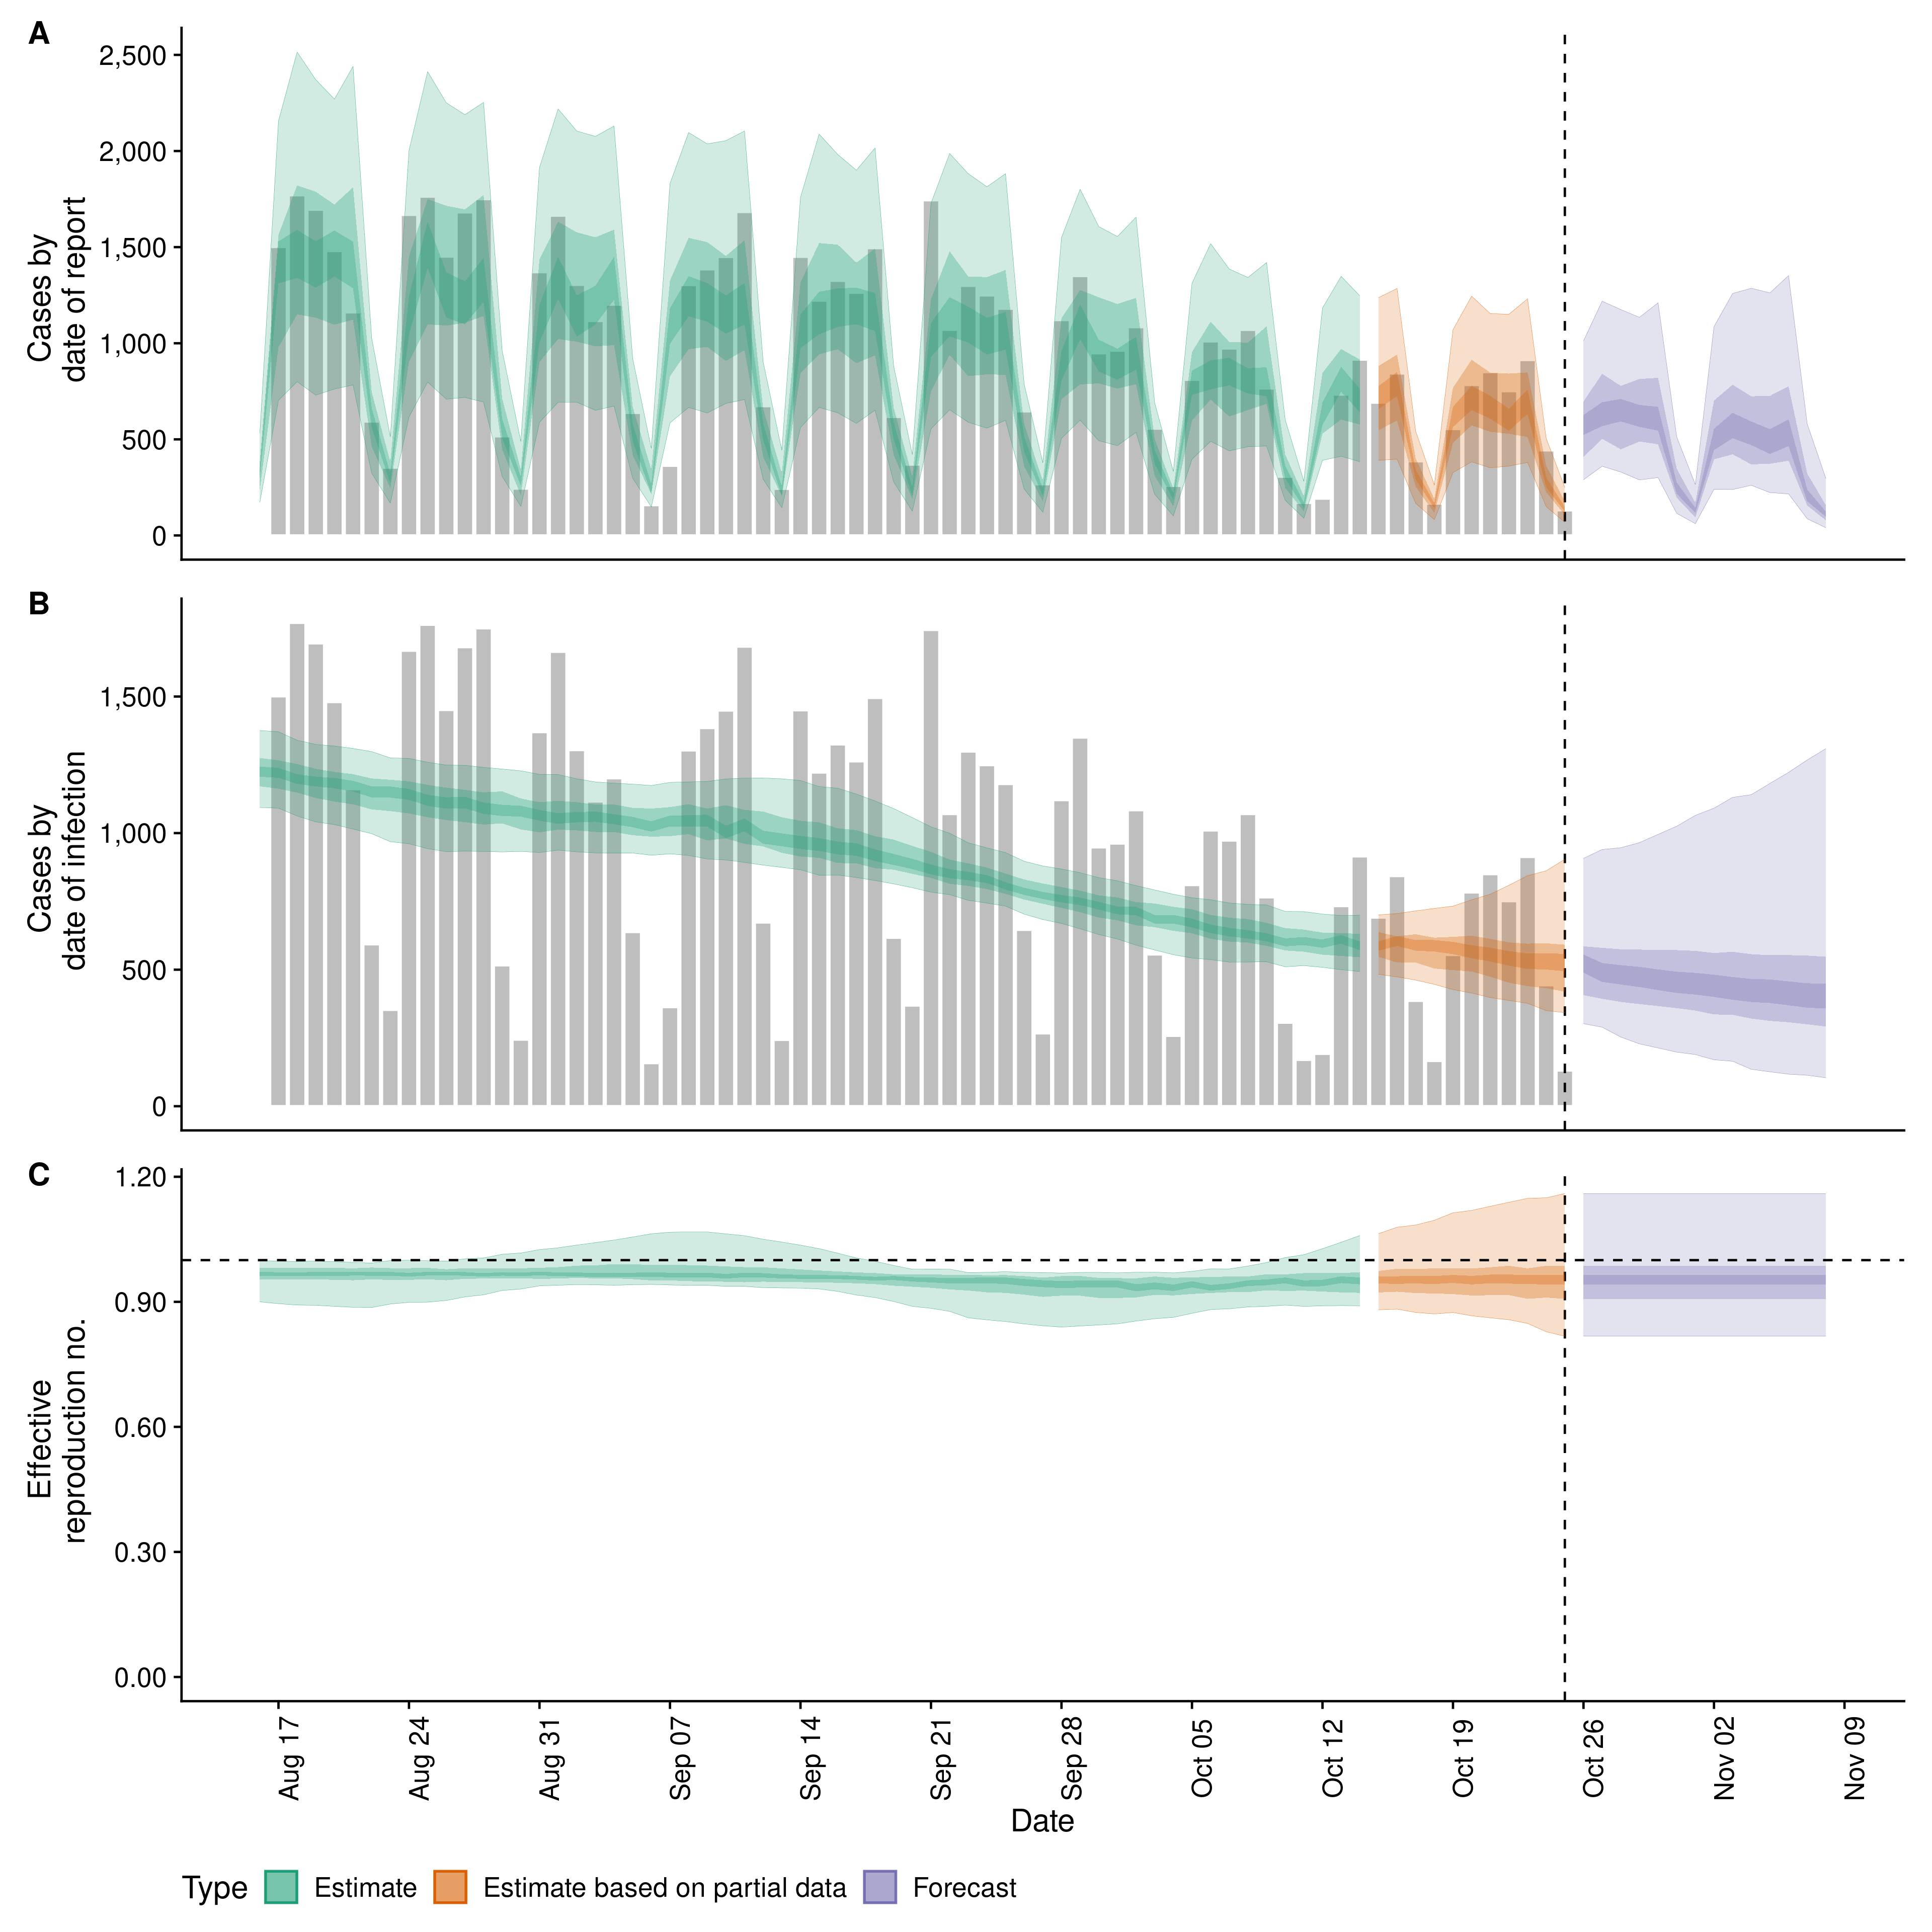 A
2,500
2,000
1,500
1,000
500
0
Cases by
date of report
B
1,500
1,000
500
0
Cases by
date of infection
C
1.20
0.90
0.60
0.30
0.00
Effective
reproduction no.
Aug 17
Aug 24
Aug 31
Sep 07
Sep 14
Sep 21
Sep 28
Oct 05
Oct 12
Oct 19
Oct 26
Nov 02
Nov 09
Date
Type Estimate Estimate based on partial data Forecast